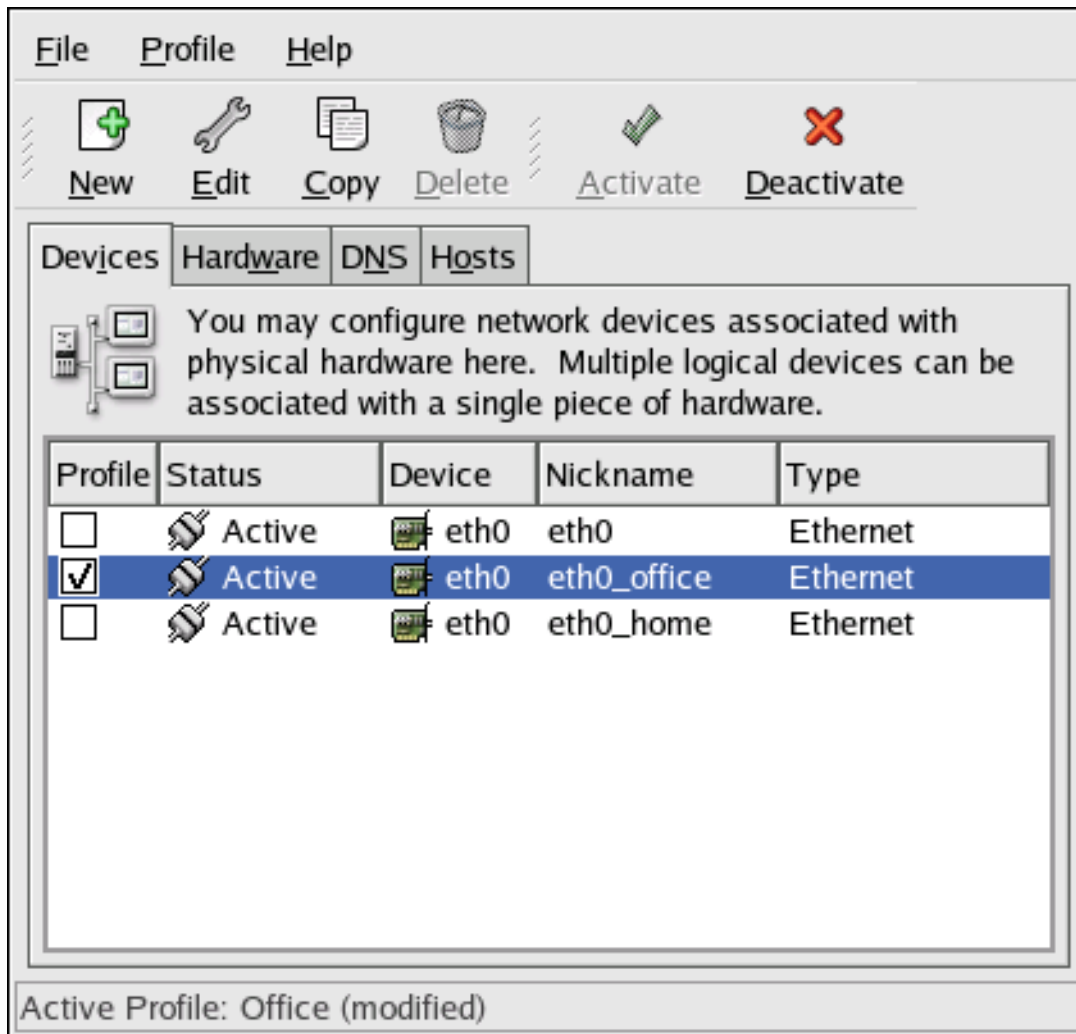 File Profile Help
New Edit Copy Delete Activate Deactivate
Devices Hardware DNS Hosts
You may configure network devices associated with
physical hardware here. Multiple logical devices can be
associated with a single piece of hardware.
Profile Status Device Nickname Type
Active eth0 eth0 Ethernet
Active eth0 eth0_office Ethernet
Active eth0 eth0_home Ethernet
Active Profile: Office (modified)